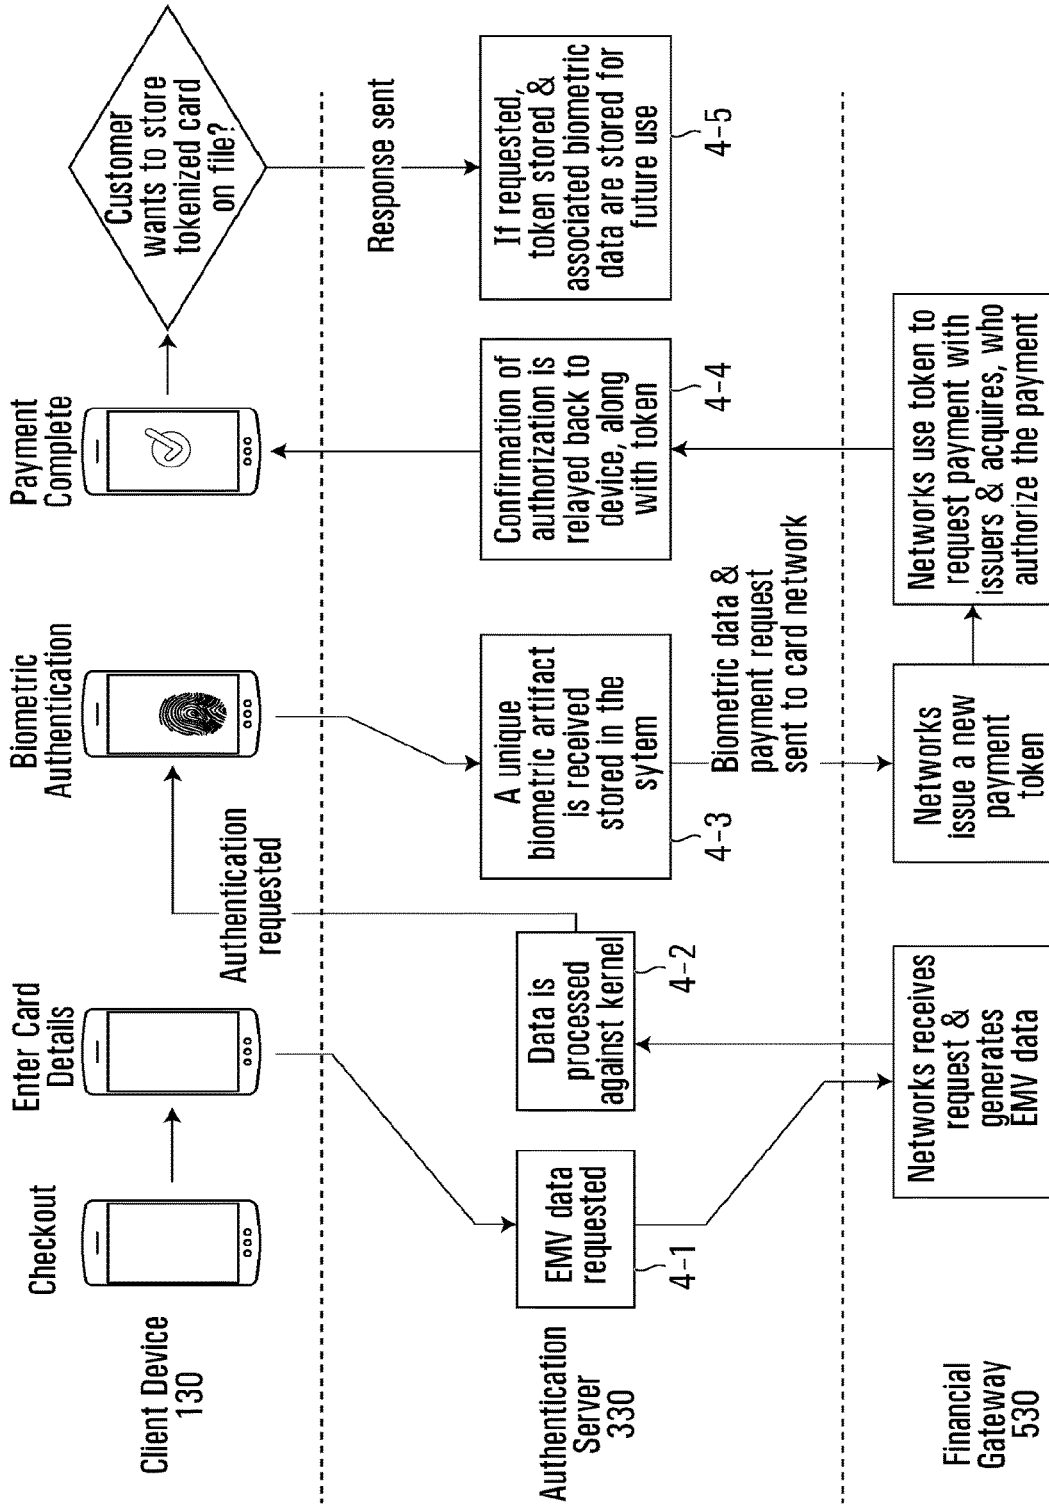 Client Device
130
Checkout
Enter Card
Details
Biometric
Authentication
Payment
Complete
Customer
wants to store
tokenized card
on file?
Authentication
requested
Response sent
Authentication
Server
330
EMV data
requested
4-1
Data is
processed
against kernel
4-2
A unique
biometric artifact
is received
stored in the
sytem
4-3
Confirmation of
authorization is
relayed back to
device, along
with token
4-4
If requested,
token stored &
associated biometric
data are stored for
future use
4-5
Biometric data &
payment request
sent to card network
Financial
Gateway
530
Networks receives
request &
generates
EMV data
Networks
issue a new
payment
token
Networks use token to
request payment with
issuers & acquires, who
authorize the payment